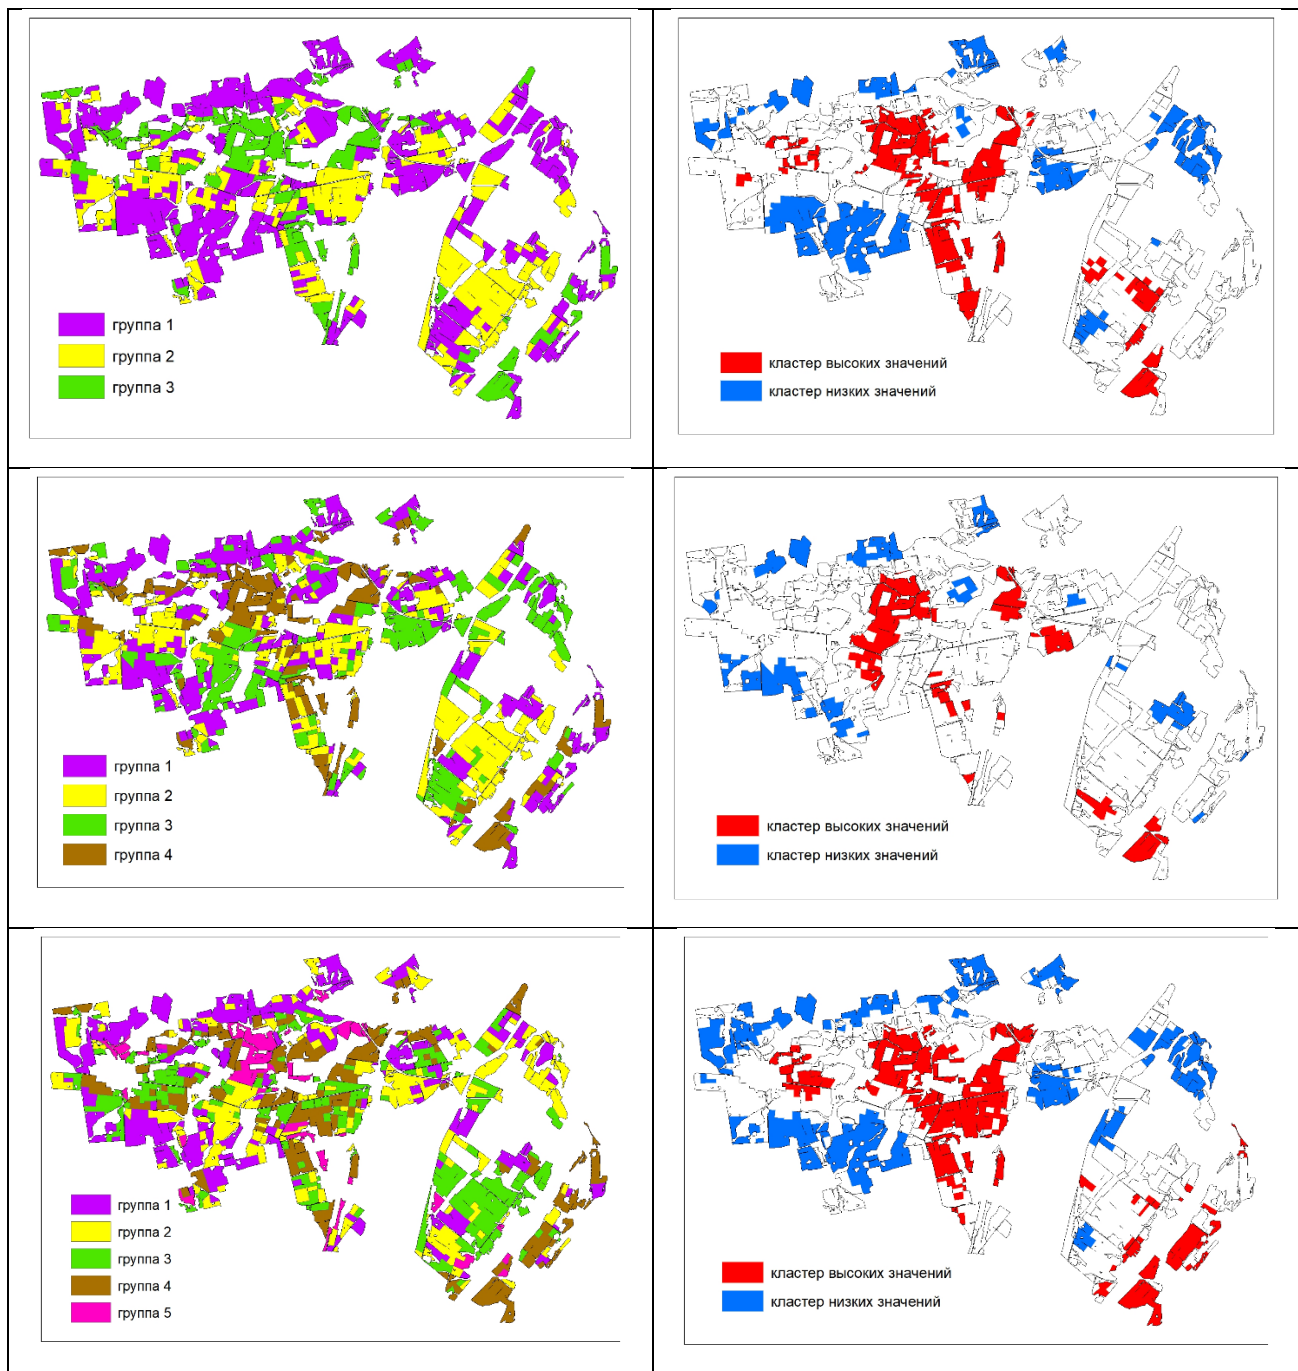 группа 1
группа 2
группа 3
кластер высоких значений
кластер низких значений
группа 1
группа 2
группа 3
группа 4
кластер высоких значений
кластер низких значений
группа 1
группа 2
группа 3
группа 4
группа 5
кластер высоких значений
кластер низких значений